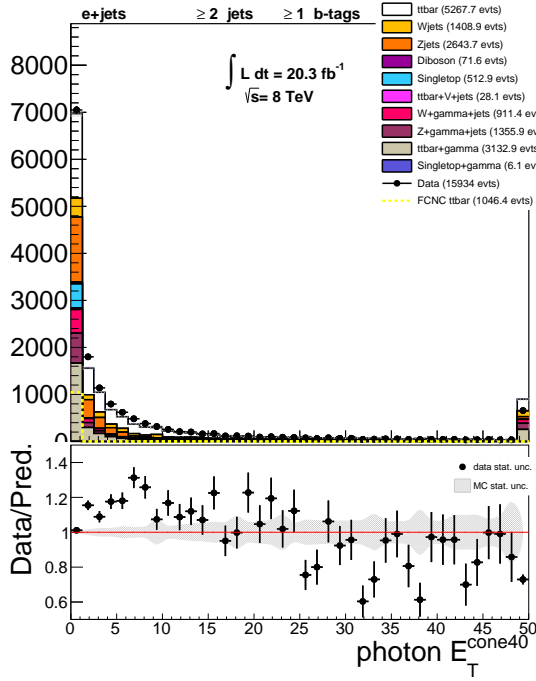 e+jets ≥ 2 jets ≥ 1 b-tags
∫ L dt = 20.3 fb⁻¹
√s= 8 TeV
ttbar (5267.7 evts)
Wjets (1408.9 evts)
Zjets (2643.7 evts)
Diboson (71.6 evts)
Singletop (512.9 evts)
ttbar+V+jets (28.1 evts)
W+gamma+jets (911.4 evts)
Z+gamma+jets (1355.9 evts)
ttbar+gamma (3132.9 evts)
Singletop+gamma (6.1 evts)
Data (15934 evts)
FCNC ttbar (1046.4 evts)
8000
7000
6000
5000
4000
3000
2000
1000
0
Data/Pred.
1.4
1.2
1
0.8
0.6
data stat. unc.
MC stat. unc.
0 5 10 15 20 25 30 35 40 45 50
photon E_T^cone40